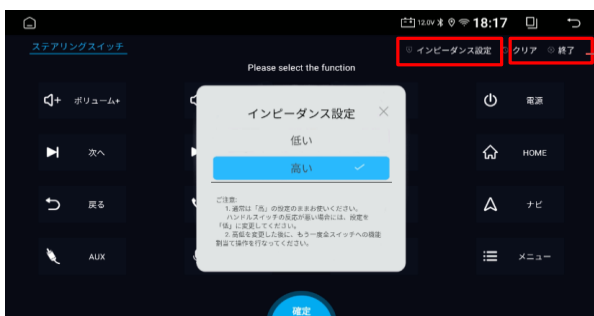 12.0V 18:17
ステアリングスイッチ
インピーダンス設定 クリア 終了
Please select the function
ボリューム+
電源
インピーダンス設定
低い
高い
次へ
HOME
戻る
ナビ
ご注意:
1. 通常は「高」の設定のままお使いください。
ハンドルスイッチの反応が悪い場合には、設定を
「低」に変更してください。
2. 高低を変更した後に、もう一度全スイッチへの機能
割当て操作を行なってください。
AUX
メニュー
確定